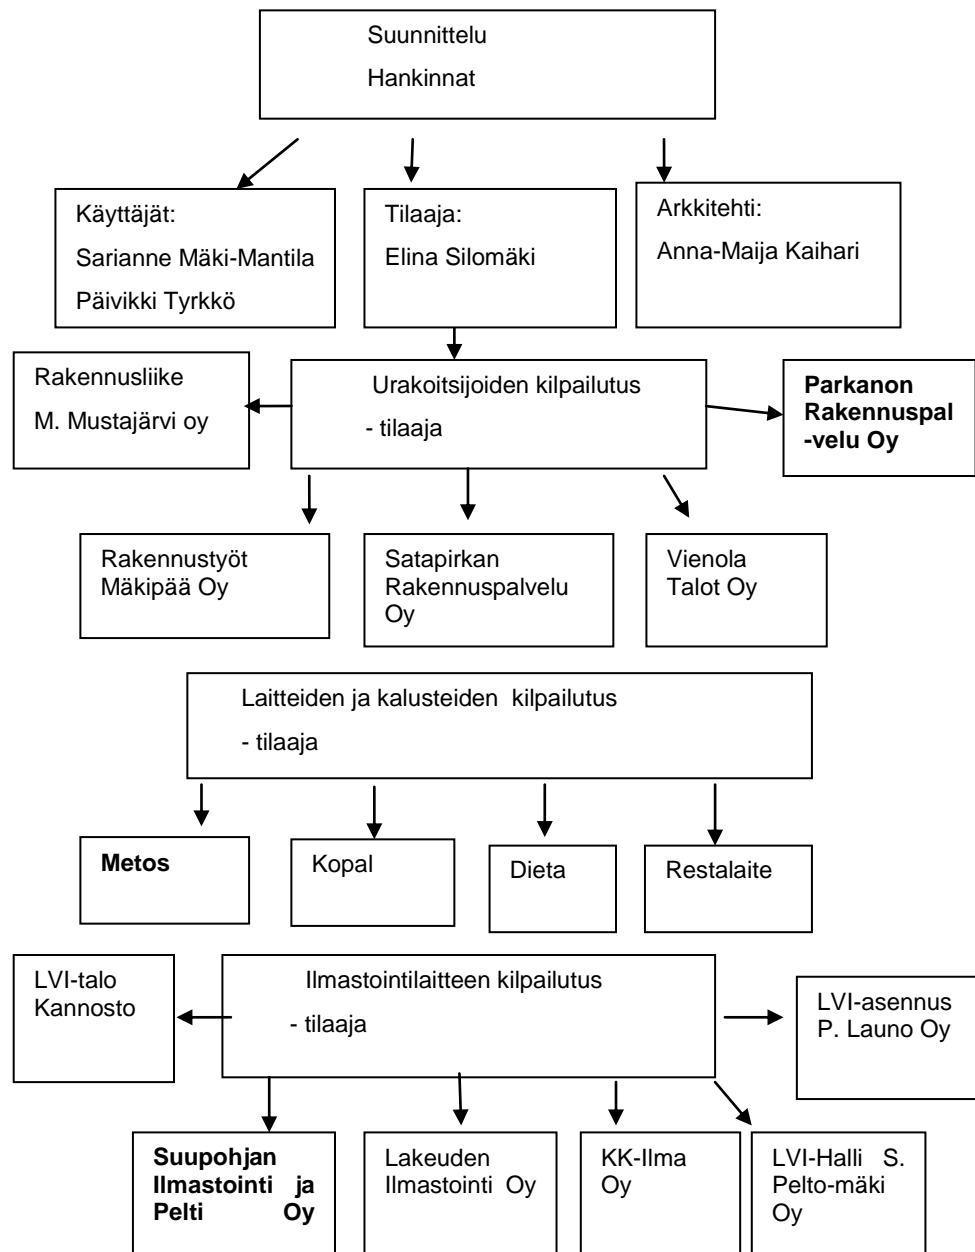 Suunnittelu
Hankinnat
Käyttäjät:
Sarianne Mäki-Mantila
Päivikki Tyrkkö
Tilaaja:
Elina Silomäki
Arkkitehti:
Anna-Maija Kaihari
Rakennusliike
M. Mustajärvi oy
Urakoitsijoiden kilpailutus
- tilaaja
Parkanon
Rakennuspal
-velu Oy
Rakennustyöt
Mäkipää Oy
Satapirkan
Rakennuspalvelu
Oy
Vienola
Talot Oy
Laitteiden ja kalusteiden kilpailutus
- tilaaja
Metos
Kopal
Dieta
Restalaite
LVI-talo
Kannosto
Ilmastointilaitteen kilpailutus
- tilaaja
LVI-asennus
P. Launo Oy
Suupohjan
Ilmastointi ja
Pelti Oy
Lakeuden
Ilmastointi Oy
KK-Ilma
Oy
LVI-Halli S.
Pelto-mäki
Oy